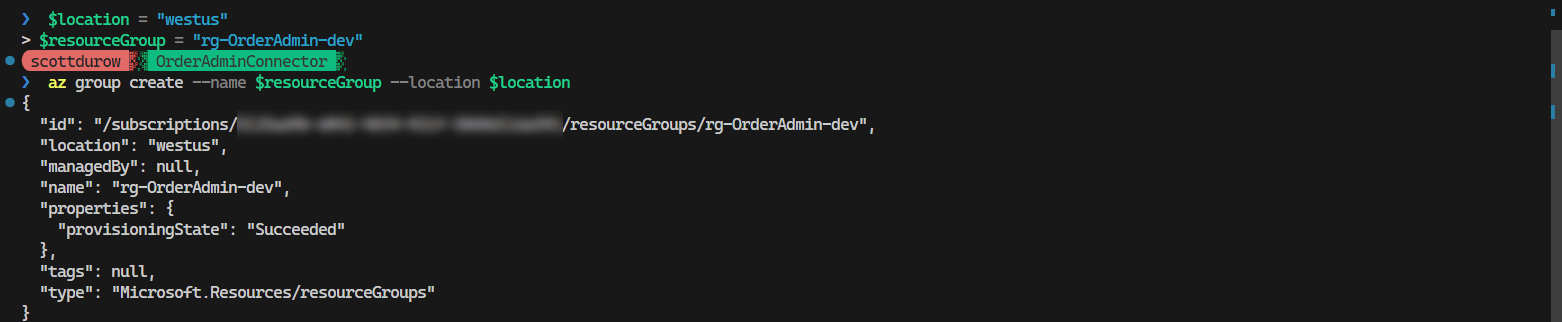 ❯ $location = "westus"
> $resourceGroup = "rg-OrderAdmin-dev"
scottdurow OrderAdminConnector
❯ az group create --name $resourceGroup --location $location
{
"id": "/subscriptions/ /resourceGroups/rg-OrderAdmin-dev",
"location": "westus",
"managedBy": null,
"name": "rg-OrderAdmin-dev",
"properties": {
"provisioningState": "Succeeded"
},
"tags": null,
"type": "Microsoft.Resources/resourceGroups"
}